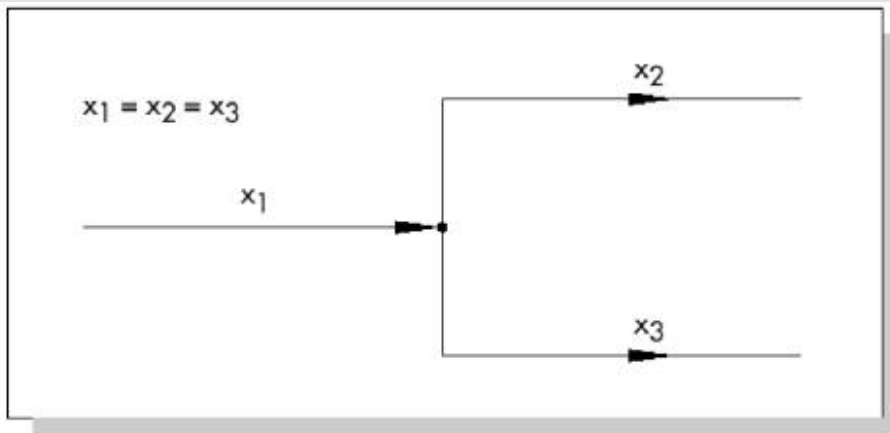 x2
x1 = x2 = x3
x1
x3